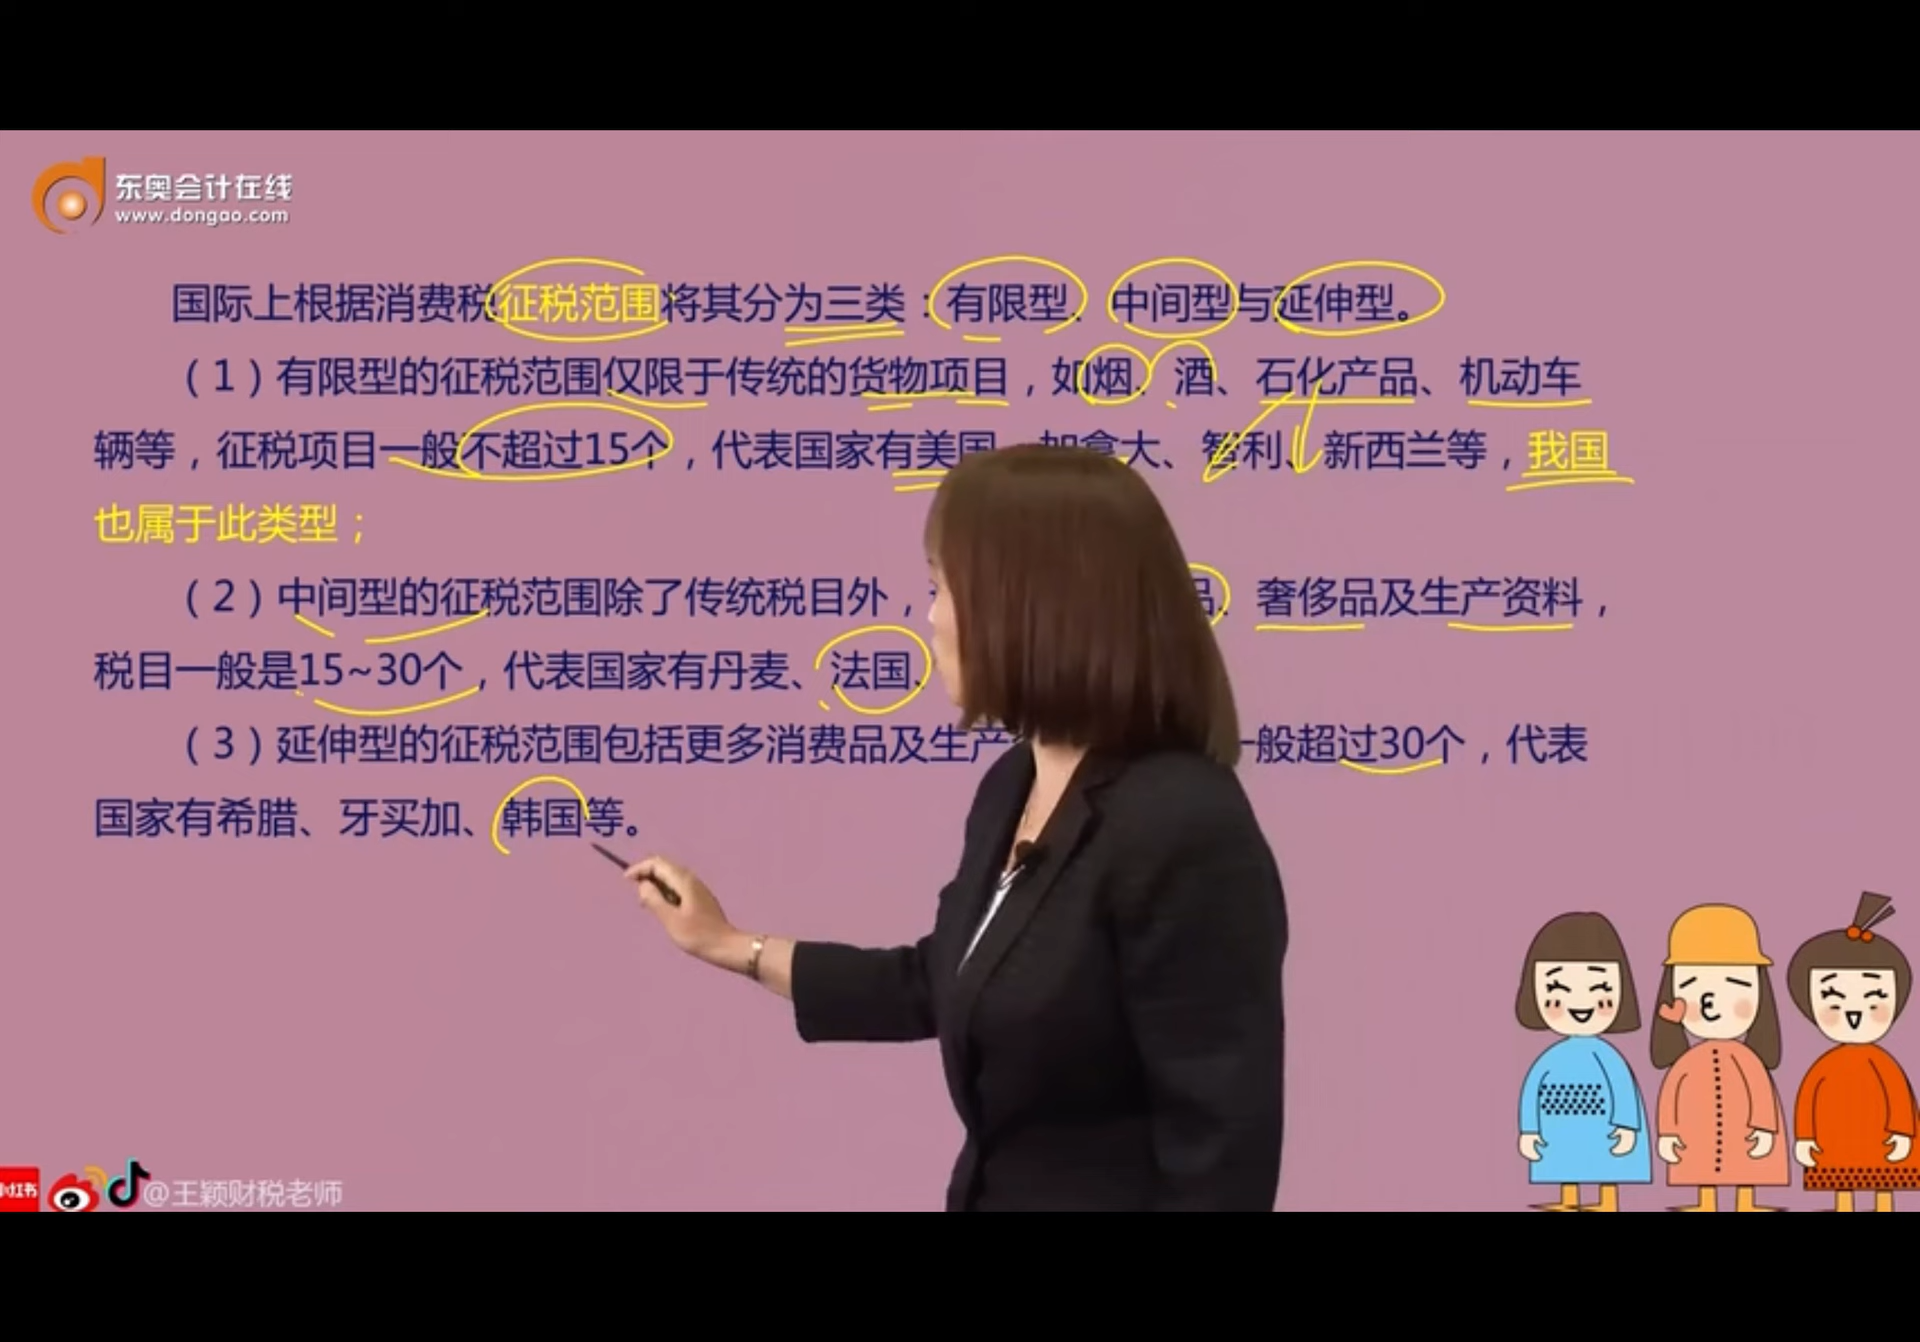 东奥会计在线
www.dongao.com
国际上根据消费税征税范围将其分为三类：有限型、中间型与延伸型。
（1）有限型的征税范围仅限于传统的货物项目，如烟、酒、石化产品、机动车
辆等，征税项目一般不超过15个，代表国家有美国、加拿大、智利、新西兰等，我国
也属于此类型；
（2）中间型的征税范围除了传统税目外，品、奢侈品及生产资料，
税目一般是15~30个，代表国家有丹麦、法国、
（3）延伸型的征税范围包括更多消费品及生产一般超过30个，代表
国家有希腊、牙买加、韩国等。
小红书
@王颖财税老师